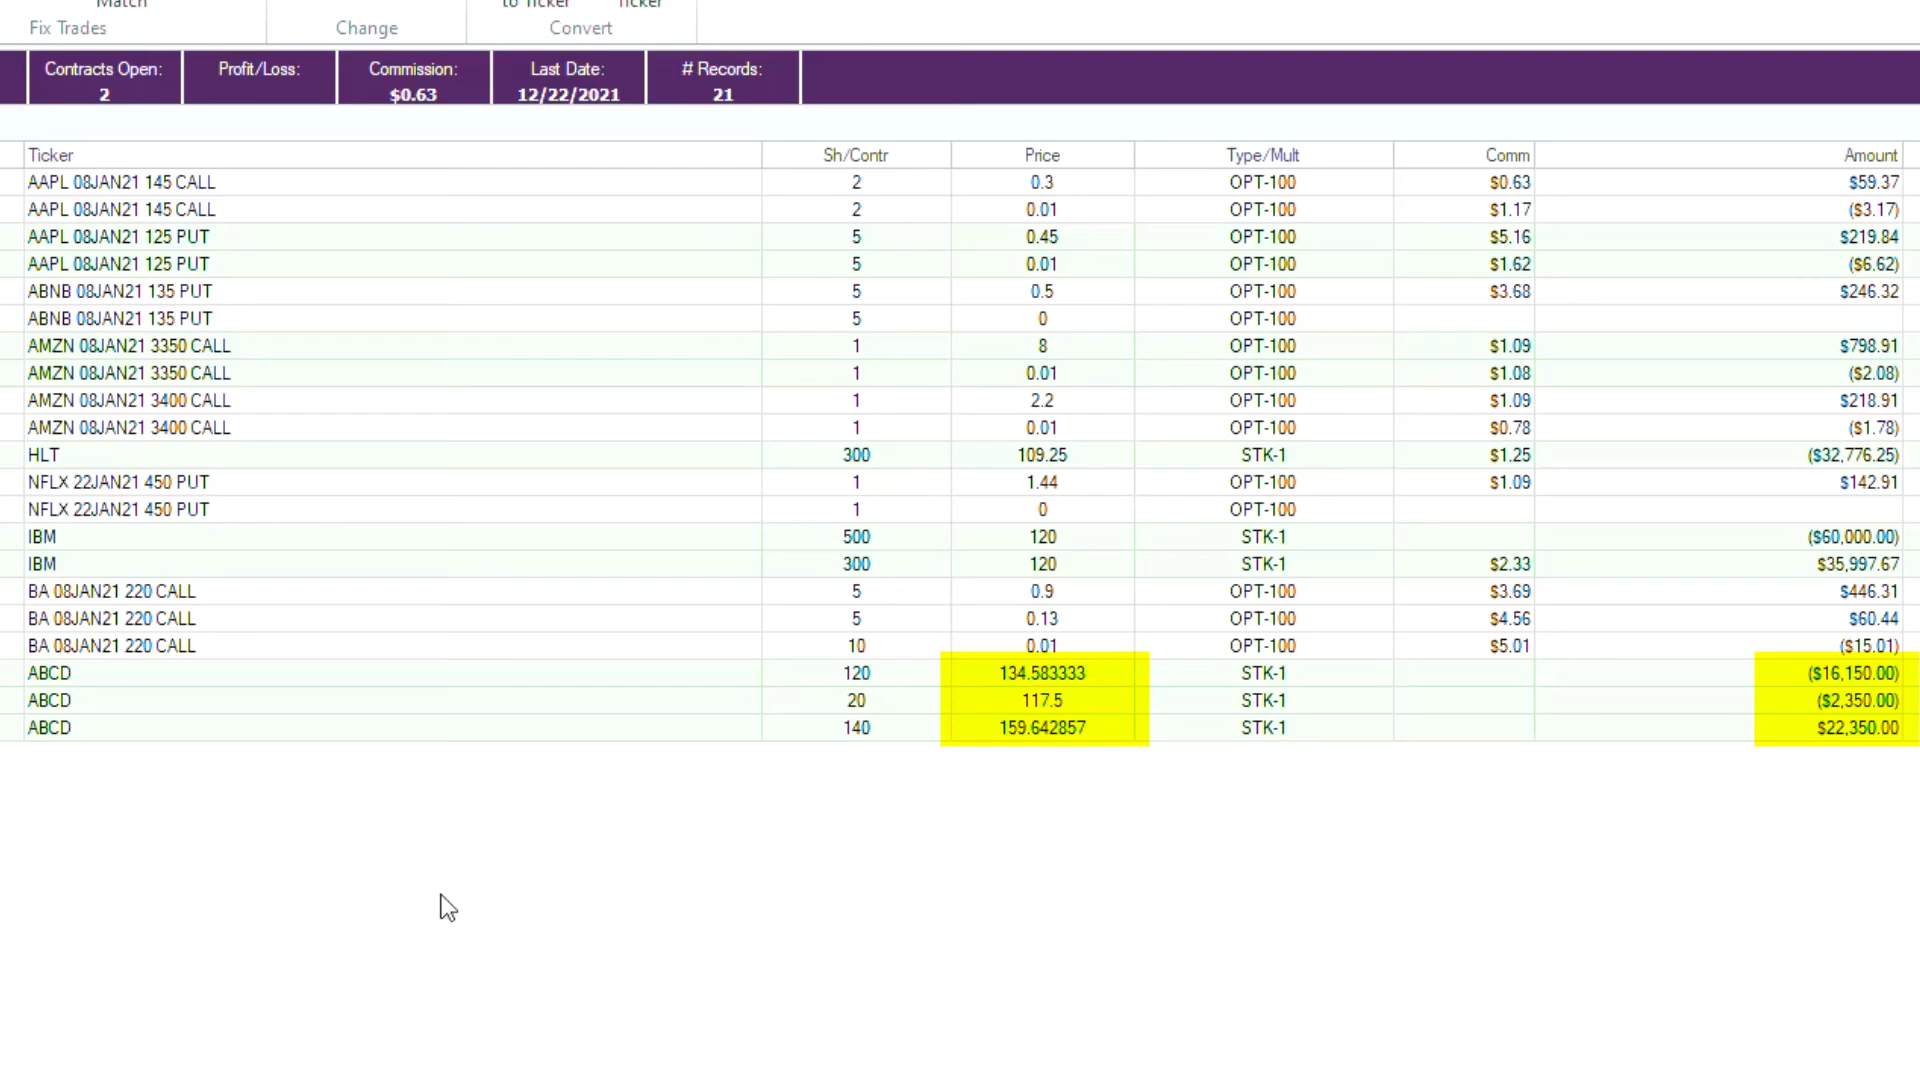 Match to Ticker Ticker
Fix Trades Change Convert
Contracts Open: Profit/Loss: Commission: Last Date: # Records:
2 $0.63 12/22/2021 21
Ticker Sh/Contr Price Type/Mult Comm Amount
AAPL 08JAN21 145 CALL 2 0.3 OPT-100 $0.63 $59.37
AAPL 08JAN21 145 CALL 2 0.01 OPT-100 $1.17 ($3.17)
AAPL 08JAN21 125 PUT 5 0.45 OPT-100 $5.16 $219.84
AAPL 08JAN21 125 PUT 5 0.01 OPT-100 $1.62 ($6.62)
ABNB 08JAN21 135 PUT 5 0.5 OPT-100 $3.68 $246.32
ABNB 08JAN21 135 PUT 5 0 OPT-100
AMZN 08JAN21 3350 CALL 1 8 OPT-100 $1.09 $798.91
AMZN 08JAN21 3350 CALL 1 0.01 OPT-100 $1.08 ($2.08)
AMZN 08JAN21 3400 CALL 1 2.2 OPT-100 $1.09 $218.91
AMZN 08JAN21 3400 CALL 1 0.01 OPT-100 $0.78 ($1.78)
HLT 300 109.25 STK-1 $1.25 ($32,776.25)
NFLX 22JAN21 450 PUT 1 1.44 OPT-100 $1.09 $142.91
NFLX 22JAN21 450 PUT 1 0 OPT-100
IBM 500 120 STK-1 ($60,000.00)
IBM 300 120 STK-1 $2.33 $35,997.67
BA 08JAN21 220 CALL 5 0.9 OPT-100 $3.69 $446.31
BA 08JAN21 220 CALL 5 0.13 OPT-100 $4.56 $60.44
BA 08JAN21 220 CALL 10 0.01 OPT-100 $5.01 ($15.01)
ABCD 120 134.583333 STK-1 ($16,150.00)
ABCD 20 117.5 STK-1 ($2,350.00)
ABCD 140 159.642857 STK-1 $22,350.00